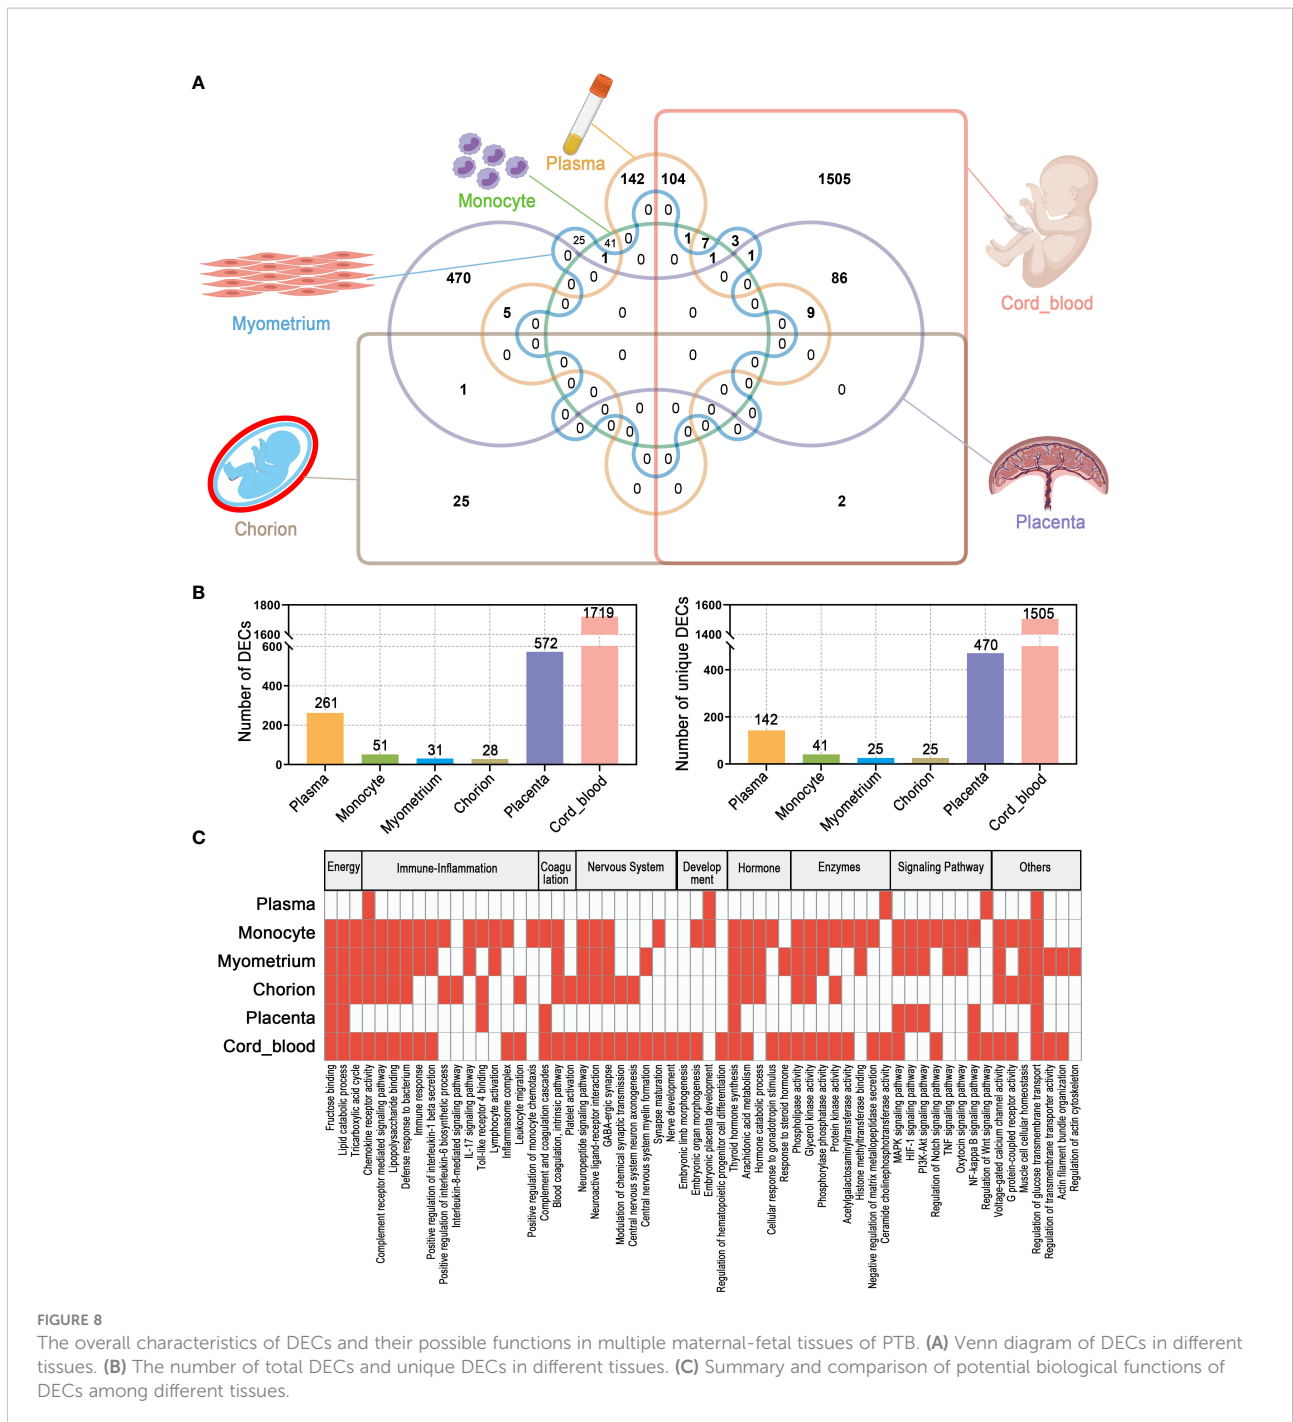 A
Plasma
Monocyte
Myometrium
Chorion
Cord_blood
Placenta
142 104
1505
0 0
25 41 0 1 7 3
0 1 0 0 1 1
470
86
0 0 0 0
0 0
5 0 0 9
0 0
0 0 0 0 0 0
0 0
1
0
0 0 0 0
0 0 0 0 0 0 0 0
0 0 0 0 0 0
0 0
25
0 0
2
B
Number of DECs
1800
1600
600
400
200
0
261
51
31
28
572
1719
Plasma
Monocyte
Myometrium
Chorion
Placenta
Cord_blood
Number of unique DECs
1600
1400
400
200
0
142
41
25
25
470
1505
Plasma
Monocyte
Myometrium
Chorion
Placenta
Cord_blood
C
Energy
Immune-Inflammation
Coagu
lation
Nervous System
Develop
ment
Hormone
Enzymes
Signaling Pathway
Others
Plasma
Monocyte
Myometrium
Chorion
Placenta
Cord_blood
Fructose binding
Lipid catabolic process
Tricarboxylic acid cycle
Chemokine receptor activity
Complement receptor mediated signaling pathway
Lipopolysaccharide binding
Defense response to bacterium
Immune response
Positive regulation of interleukin-1 beta secretion
Positive regulation of interleukin-6 biosynthetic process
Interleukin-8-mediated signaling pathway
IL-17 signaling pathway
Toll-like receptor 4 binding
Lymphocyte activation
Inflammasome complex
Leukocyte migration
Positive regulation of monocyte chemotaxis
Complement and coagulation cascades
Blood coagulation, intrinsic pathway
Platelet activation
Neuropeptide signaling pathway
Neuroactive ligand-receptor interaction
GABA-ergic synapse
Modulation of chemical synaptic transmission
Central nervous system neuron axonogenesis
Central nervous system myelin formation
Synapse maturation
Nerve development
Embryonic limb morphogenesis
Embryonic organ morphogenesis
Embryonic placenta development
Regulation of hematopoietic progenitor cell differentiation
Thyroid hormone synthesis
Arachidonic acid metabolism
Hormone catabolic process
Cellular response to gonadotropin stimulus
Response to steroid hormone
Phospholipase activity
Glycerol kinase activity
Phosphorylase phosphatase activity
Protein kinase activity
Acetylgalactosaminyltransferase activity
Histone methyltransferase binding
Negative regulation of matrix metallopeptidase secretion
Ceramide cholinephosphotransferase activity
MAPK signaling pathway
HIF-1 signaling pathway
PI3K-Akt signaling pathway
Regulation of Notch signaling pathway
TNF signaling pathway
Oxytocin signaling pathway
NF-kappa B signaling pathway
Regulation of Wnt signaling pathway
Voltage-gated calcium channel activity
G protein-coupled receptor activity
Muscle cell cellular homeostasis
Regulation of glucose transmembrane transport
Regulation of transmembrane transporter activity
Actin filament bundle organization
Regulation of actin cytoskeleton
FIGURE 8
The overall characteristics of DECs and their possible functions in multiple maternal-fetal tissues of PTB. (A) Venn diagram of DECs in different
tissues. (B) The number of total DECs and unique DECs in different tissues. (C) Summary and comparison of potential biological functions of
DECs among different tissues.